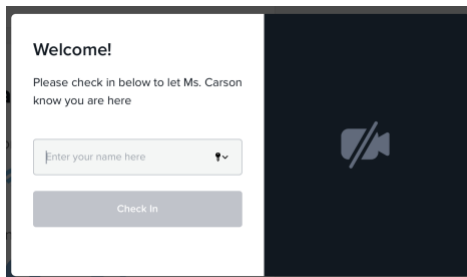 Welcome!
Please check in below to let Ms. Carson
know you are here
Enter your name here
Check In